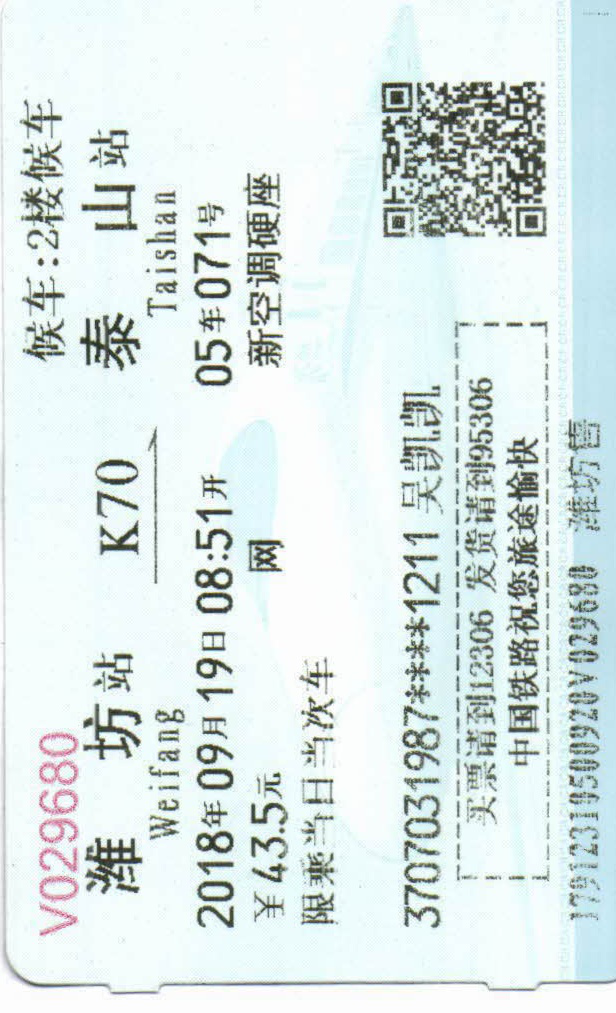 V029680 候车:2楼候车
潍坊站 K70 泰山站
Weifang Taishan
2018年09月19日 08:51开 05车071号
¥43.5元 网 新空调硬座
限乘当日当次车
3707031987****1211 吴凯凯
买票请到12306 发货请到95306
中国铁路祝您旅途愉快
17912310500920V029680 潍坊售